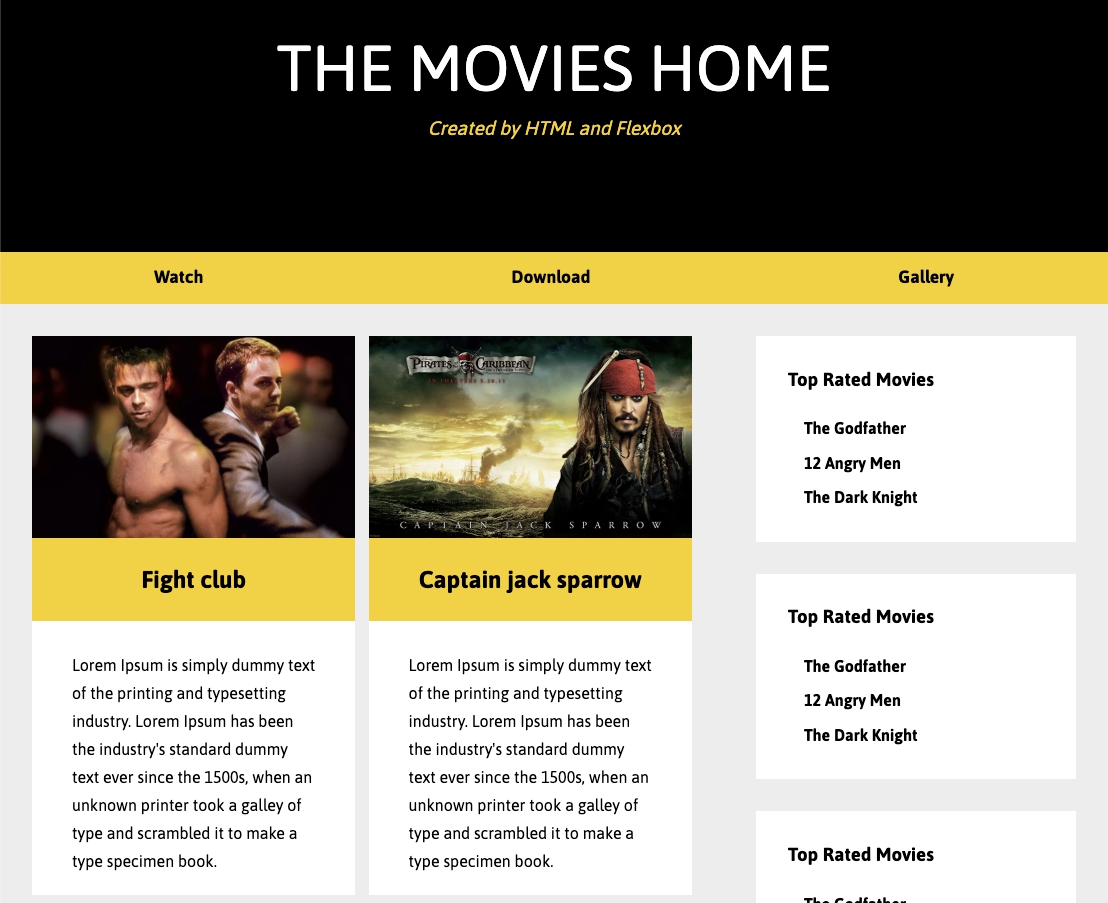 THE MOVIES HOME
Created by HTML and Flexbox
Watch
Download
Gallery
PIRATES of the CARIBBEAN
CAPTAIN JACK SPARROW
Fight club
Captain jack sparrow
Lorem Ipsum is simply dummy text
of the printing and typesetting
industry. Lorem Ipsum has been
the industry's standard dummy
text ever since the 1500s, when an
unknown printer took a galley of
type and scrambled it to make a
type specimen book.
Lorem Ipsum is simply dummy text
of the printing and typesetting
industry. Lorem Ipsum has been
the industry's standard dummy
text ever since the 1500s, when an
unknown printer took a galley of
type and scrambled it to make a
type specimen book.
Top Rated Movies
The Godfather
12 Angry Men
The Dark Knight
Top Rated Movies
The Godfather
12 Angry Men
The Dark Knight
Top Rated Movies
The Godfather